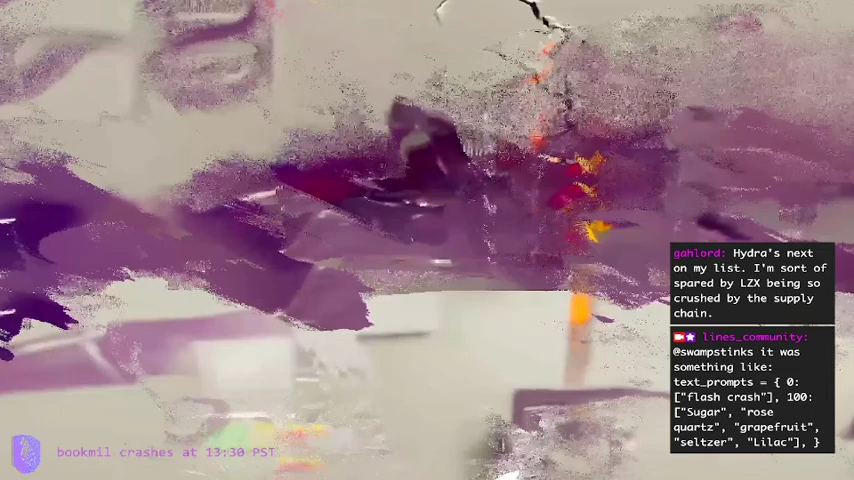 gahlord: Hydra's next
on my list. I'm sort of
spared by LZX being so
crushed by the supply
chain.
lines_community:
@swampstinks it was
something like:
text_prompts = { 0:
["flash crash"], 100:
["Sugar", "rose
quartz", "grapefruit",
"seltzer", "Lilac"], }
bookmil crashes at 13:30 PST